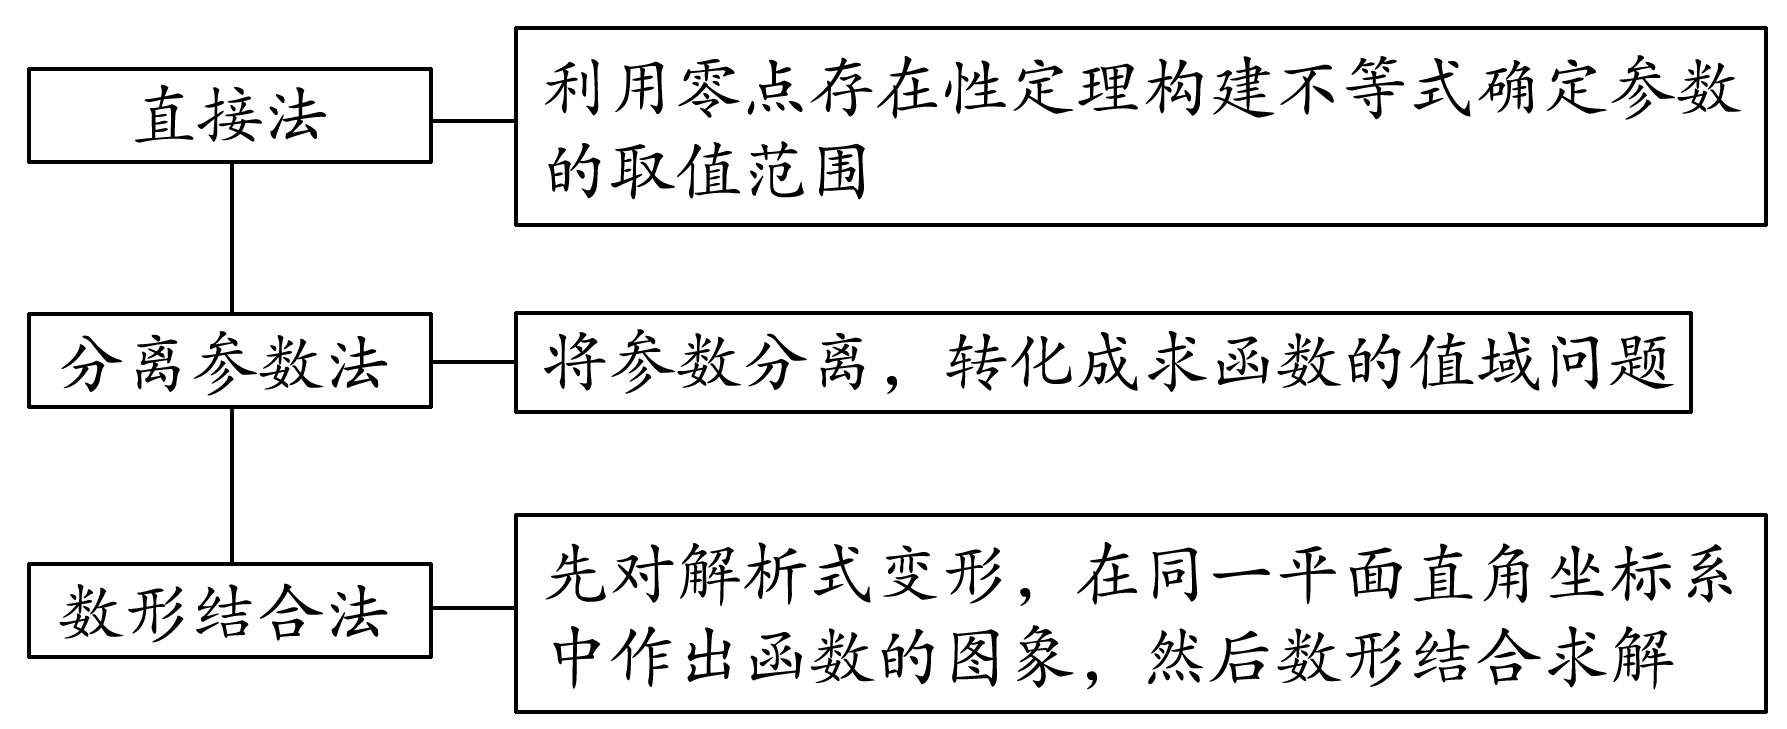 直接法
利用零点存在性定理构建不等式确定参数
的取值范围
分离参数法
将参数分离，转化成求函数的值域问题
数形结合法
先对解析式变形，在同一平面直角坐标系
中作出函数的图象，然后数形结合求解